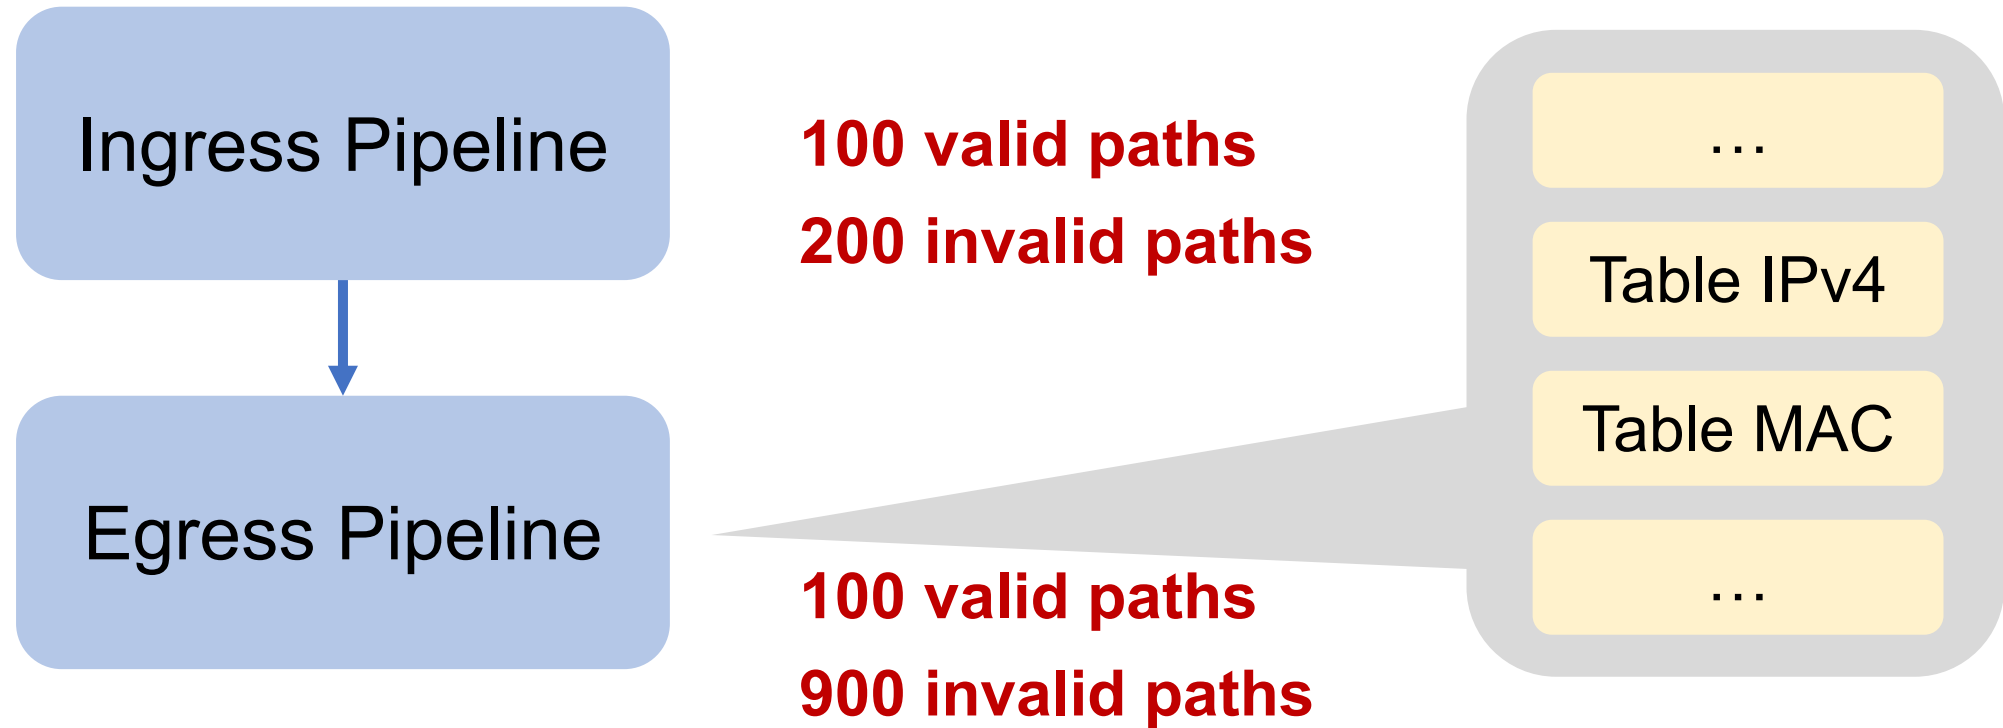 Ingress Pipeline
100 valid paths
200 invalid paths
Egress Pipeline
100 valid paths
900 invalid paths
…
Table IPv4
Table MAC
…